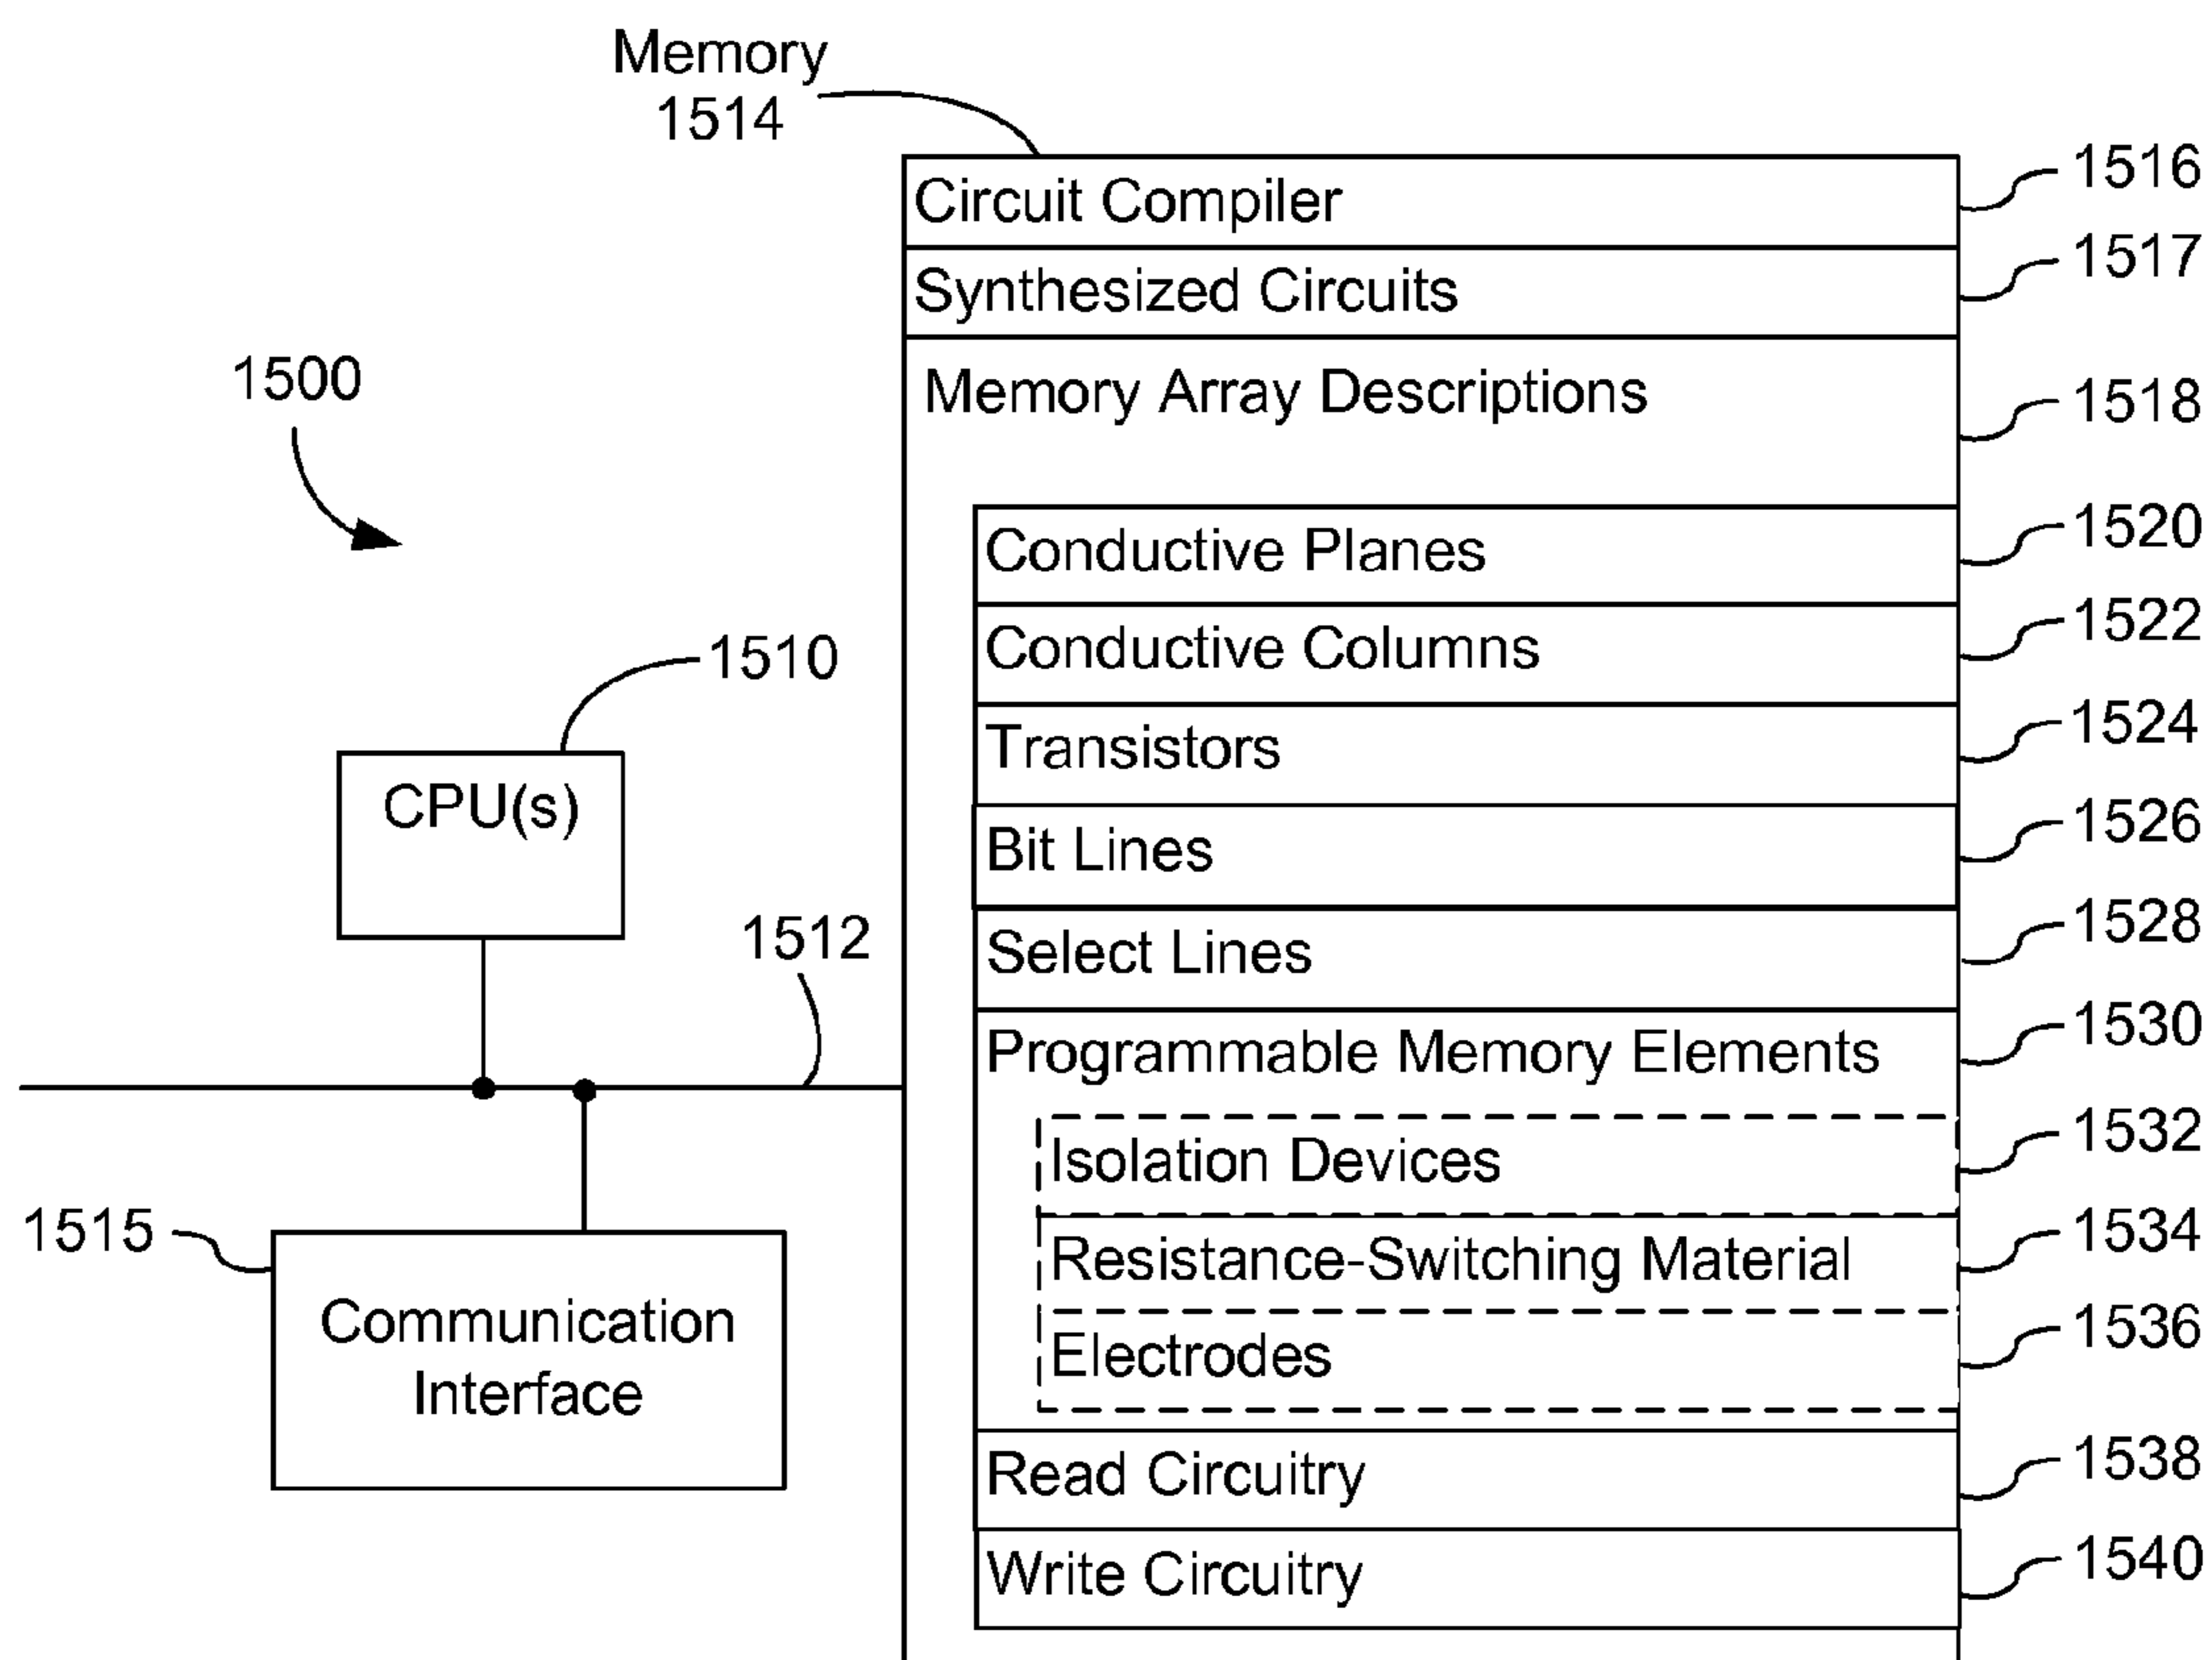 Memory
1514
Circuit Compiler
1516
Synthesized Circuits
1517
Memory Array Descriptions
1518
1500
Conductive Planes
1520
Conductive Columns
1522
1510
Transistors
1524
CPU(s)
Bit Lines
1526
1512
Select Lines
1528
Programmable Memory Elements
1530
Isolation Devices
1532
1515
Resistance-Switching Material
1534
Communication
Interface
Electrodes
1536
Read Circuitry
1538
Write Circuitry
1540